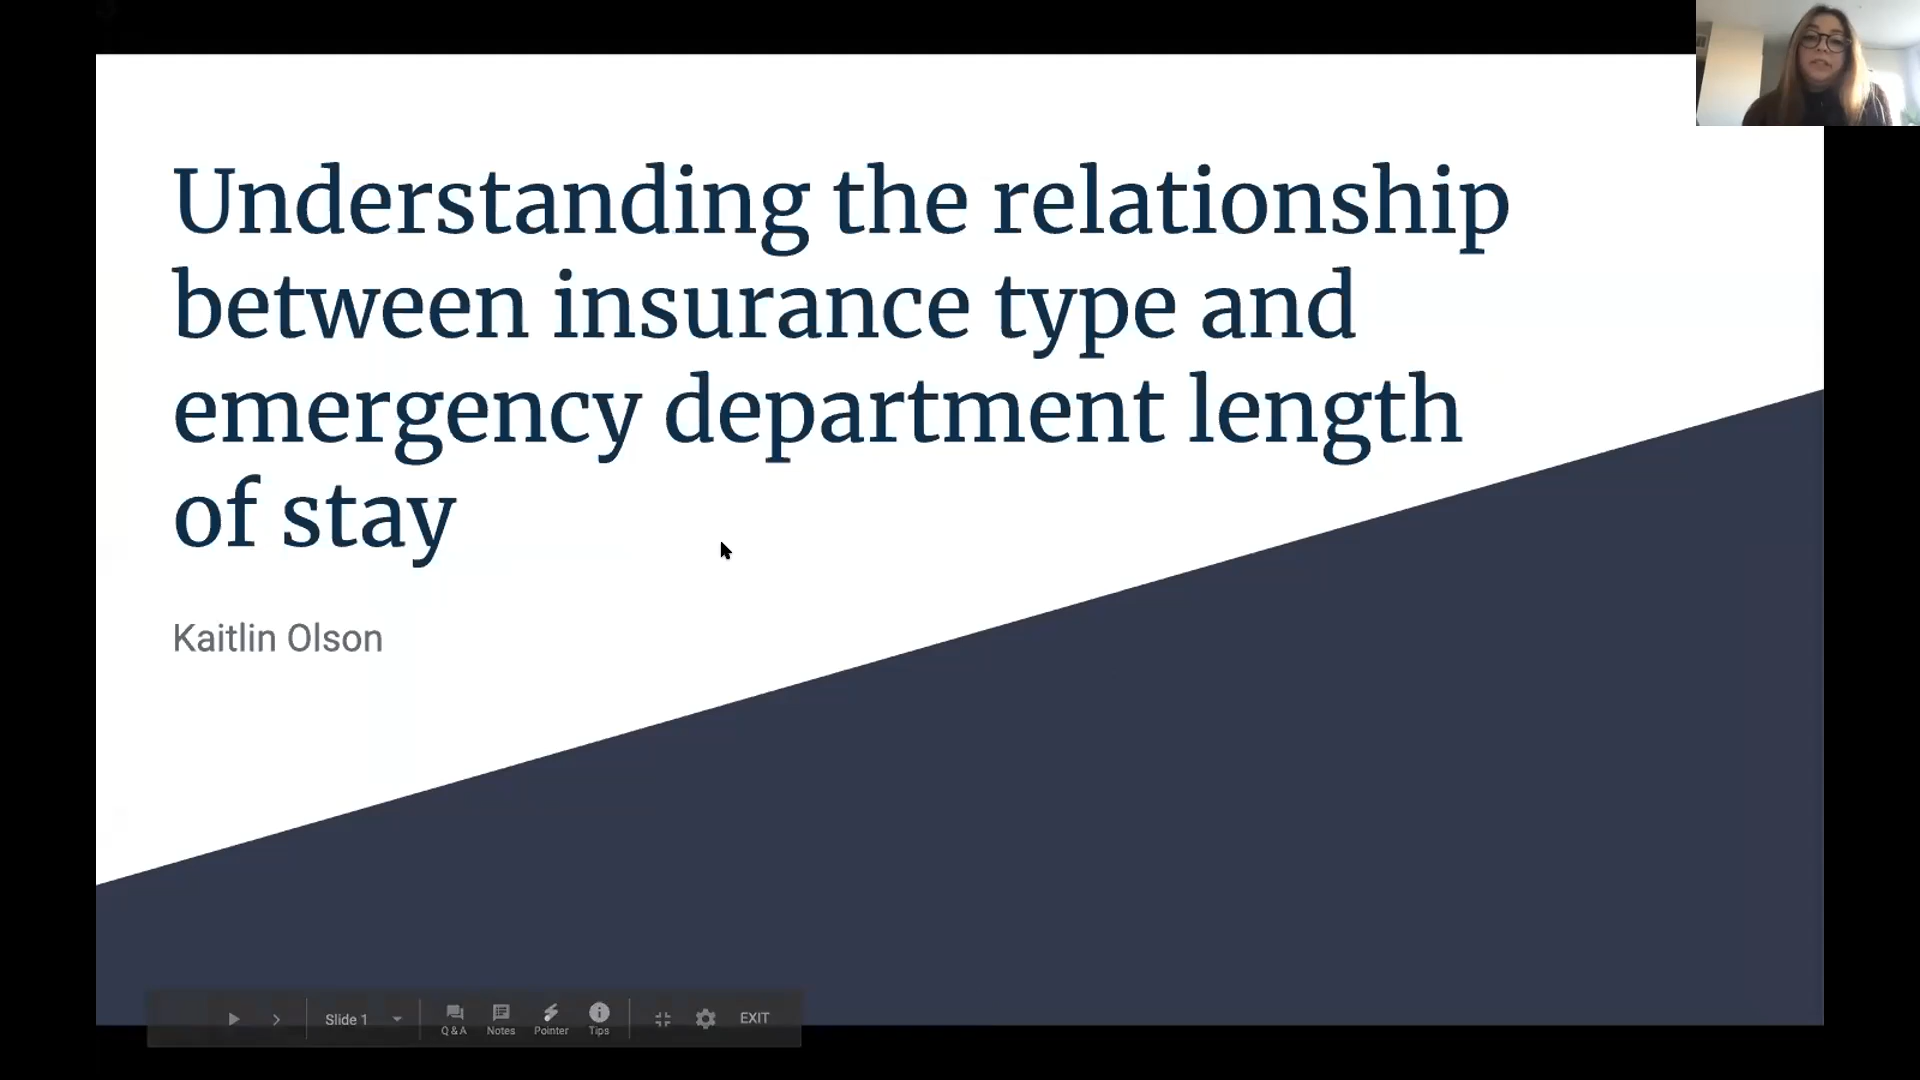 Understanding the relationship
between insurance type and
emergency department length
of stay
Kaitlin Olson
Slide 1
Q & A
Notes
Pointer
Tips
EXIT